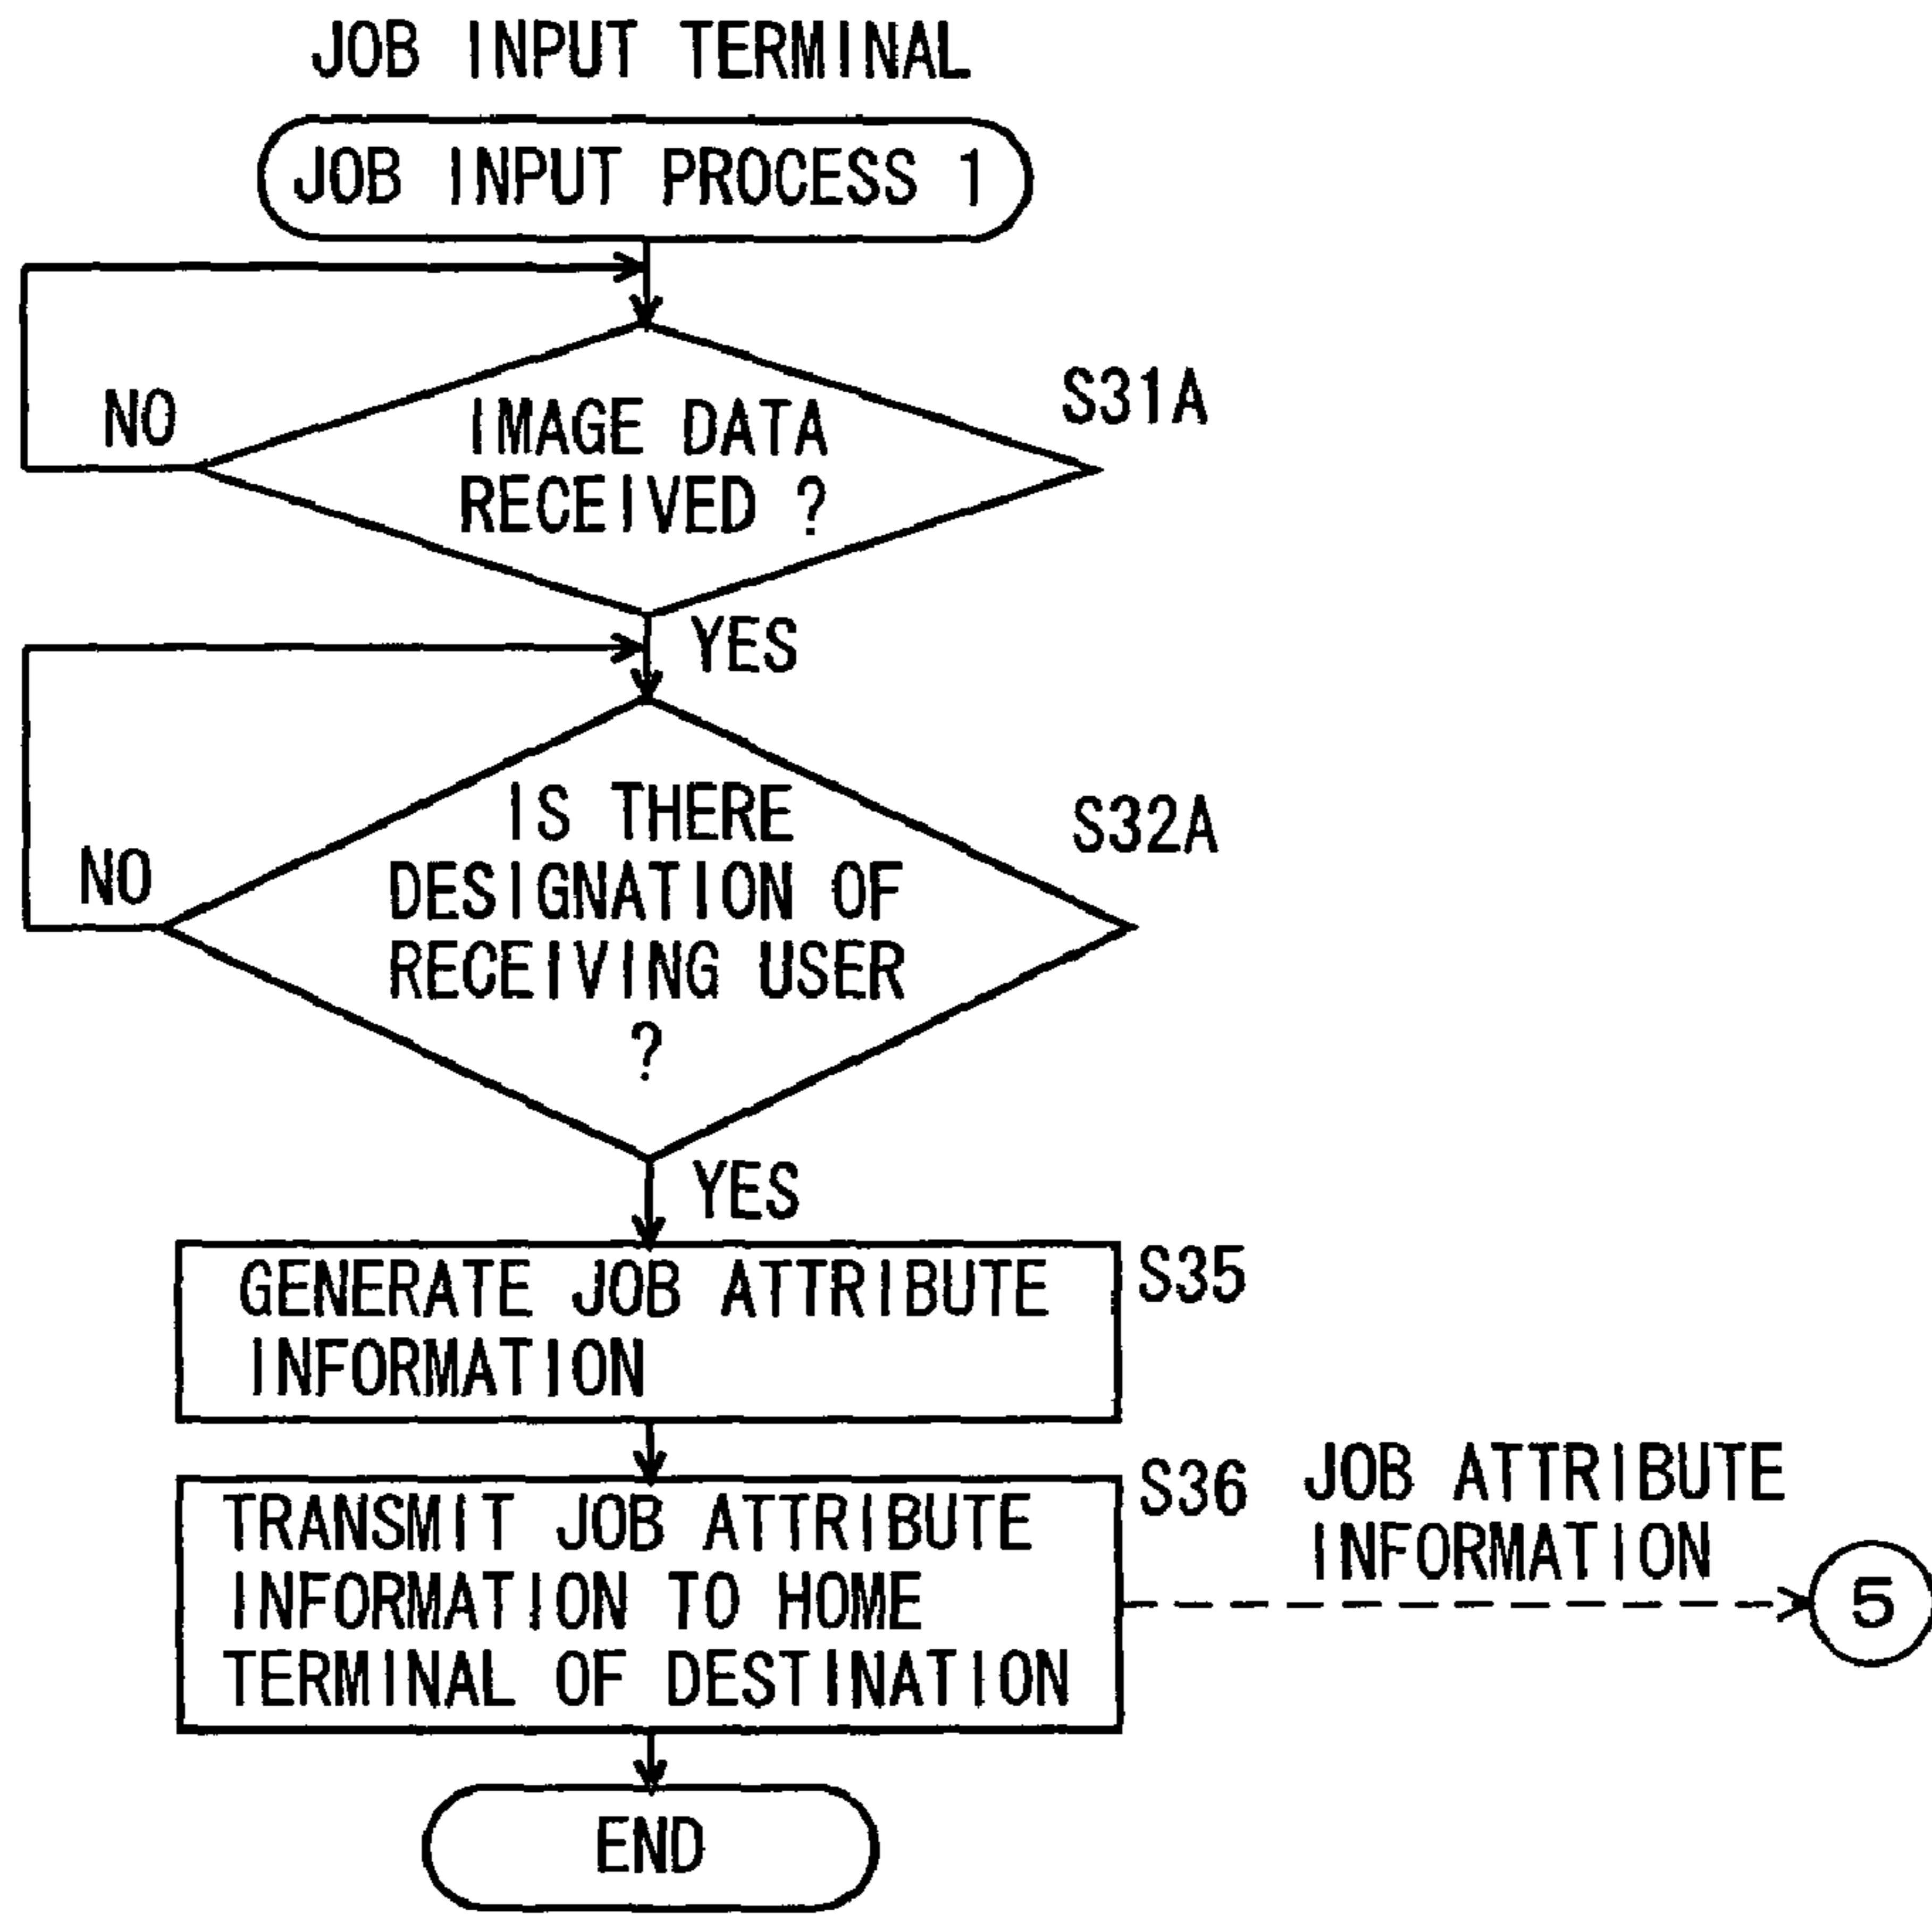 JOB INPUT TERMINAL
JOB INPUT PROCESS 1
NO
IMAGE DATA
RECEIVED ?
S31A
YES
NO
IS THERE
DESIGNATION OF
RECEIVING USER
?
S32A
YES
GENERATE JOB ATTRIBUTE
INFORMATION
S35
TRANSMIT JOB ATTRIBUTE
INFORMATION TO HOME
TERMINAL OF DESTINATION
S36
JOB ATTRIBUTE
INFORMATION
5
END